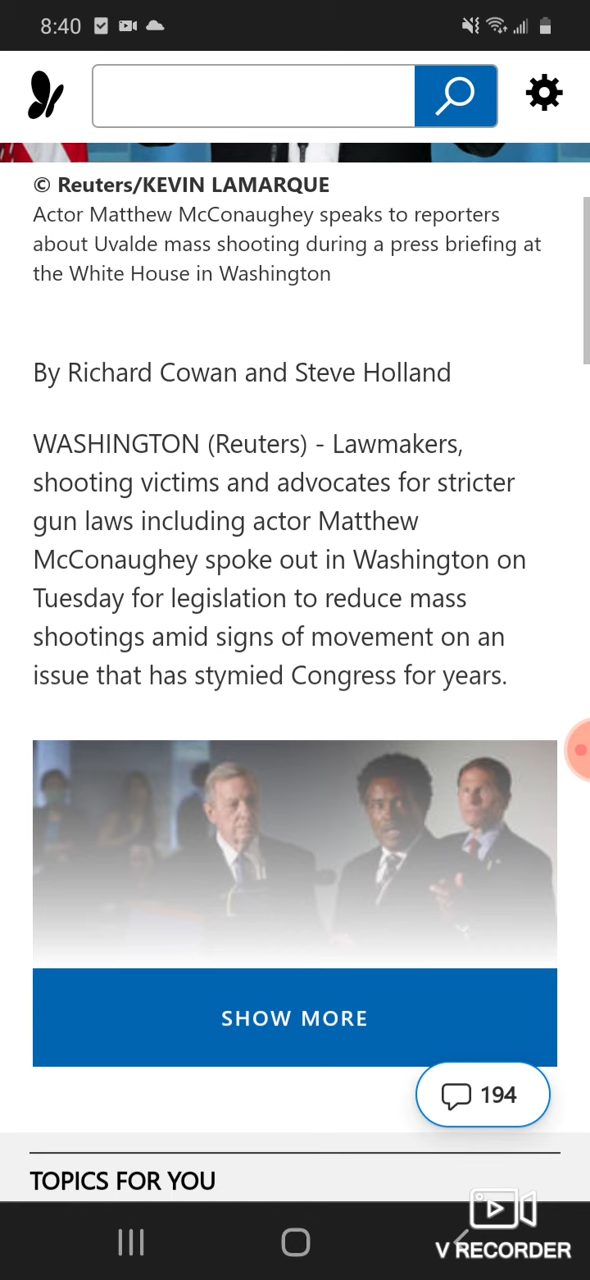 8:40
© Reuters/KEVIN LAMARQUE
Actor Matthew McConaughey speaks to reporters
about Uvalde mass shooting during a press briefing at
the White House in Washington
By Richard Cowan and Steve Holland
WASHINGTON (Reuters) - Lawmakers,
shooting victims and advocates for stricter
gun laws including actor Matthew
McConaughey spoke out in Washington on
Tuesday for legislation to reduce mass
shootings amid signs of movement on an
issue that has stymied Congress for years.
SHOW MORE
194
TOPICS FOR YOU
V RECORDER